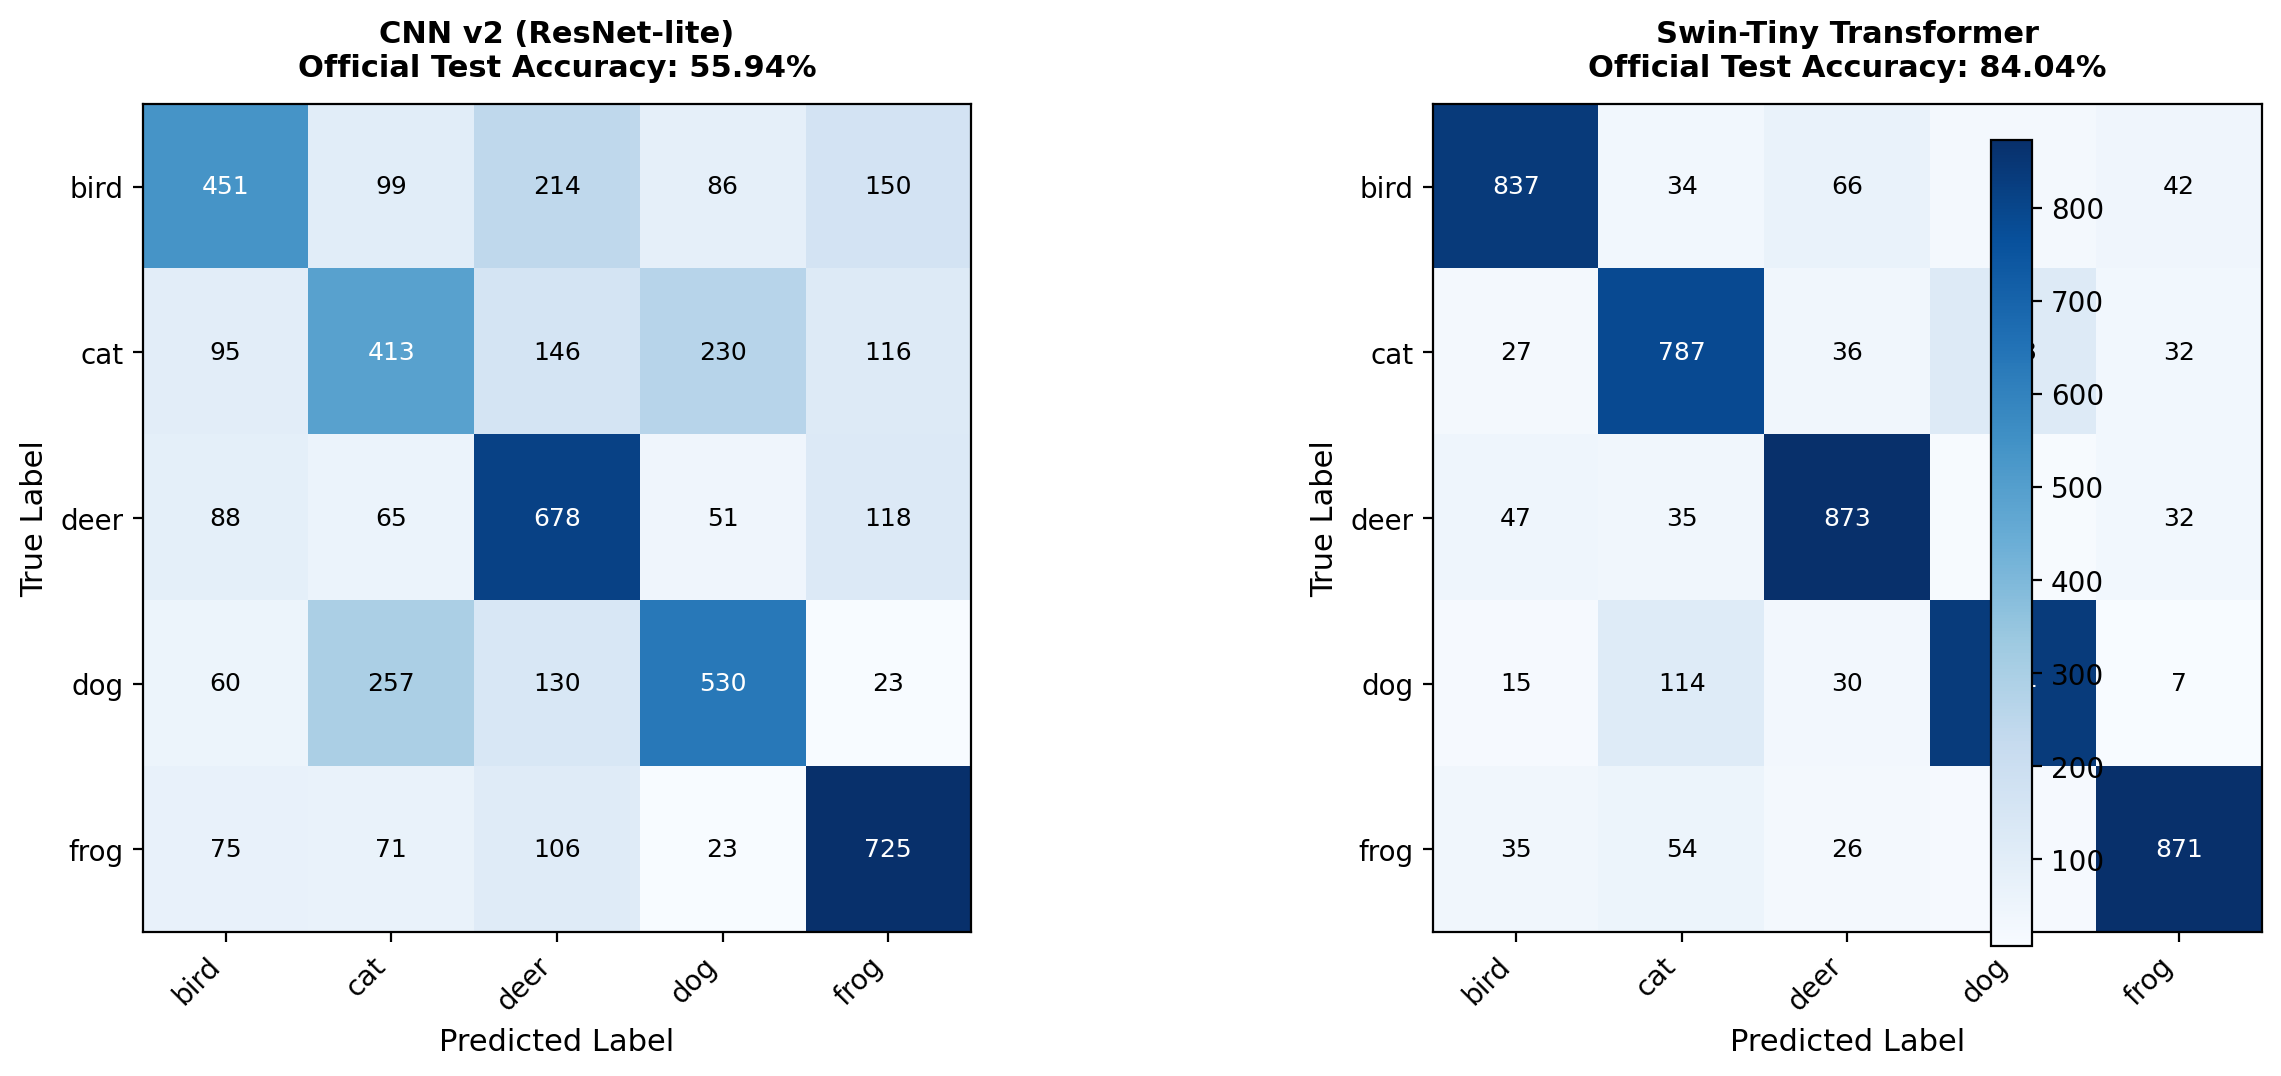 CNN v2 (ResNet-lite)
Official Test Accuracy: 55.94%
True Label
bird 451 99 214 86 150
cat 95 413 146 230 116
deer 88 65 678 51 118
dog 60 257 130 530 23
frog 75 71 106 23 725
bird cat deer dog frog
Predicted Label
Swin-Tiny Transformer
Official Test Accuracy: 84.04%
True Label
bird 837 34 66 42
cat 27 787 36 32
deer 47 35 873 32
dog 15 114 30 7
frog 35 54 26 871
bird cat deer dog frog
Predicted Label
800
700
600
500
400
300
200
100